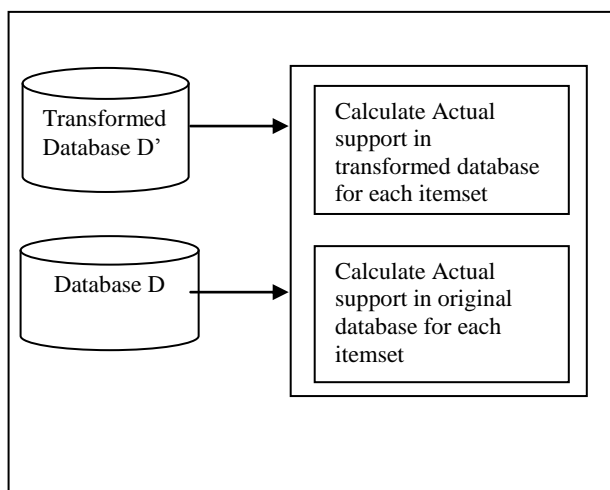 Transformed
Database D’
Calculate Actual
support in
transformed database
for each itemset
Database D
Calculate Actual
support in original
database for each
itemset